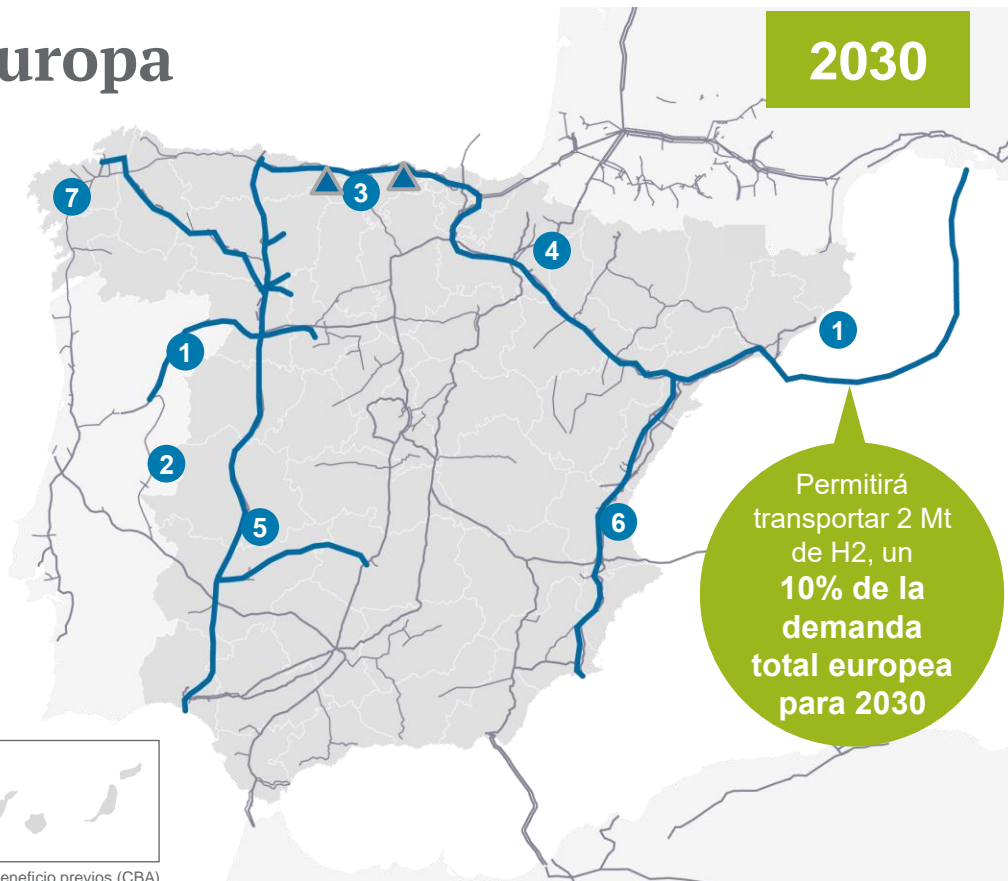 uropa
2030
7
3
4
1
1
2
5
6
Permitirá
transportar 2 Mt
de H2, un
10% de la
demanda
total europea
para 2030
eneficio previos (CBA)